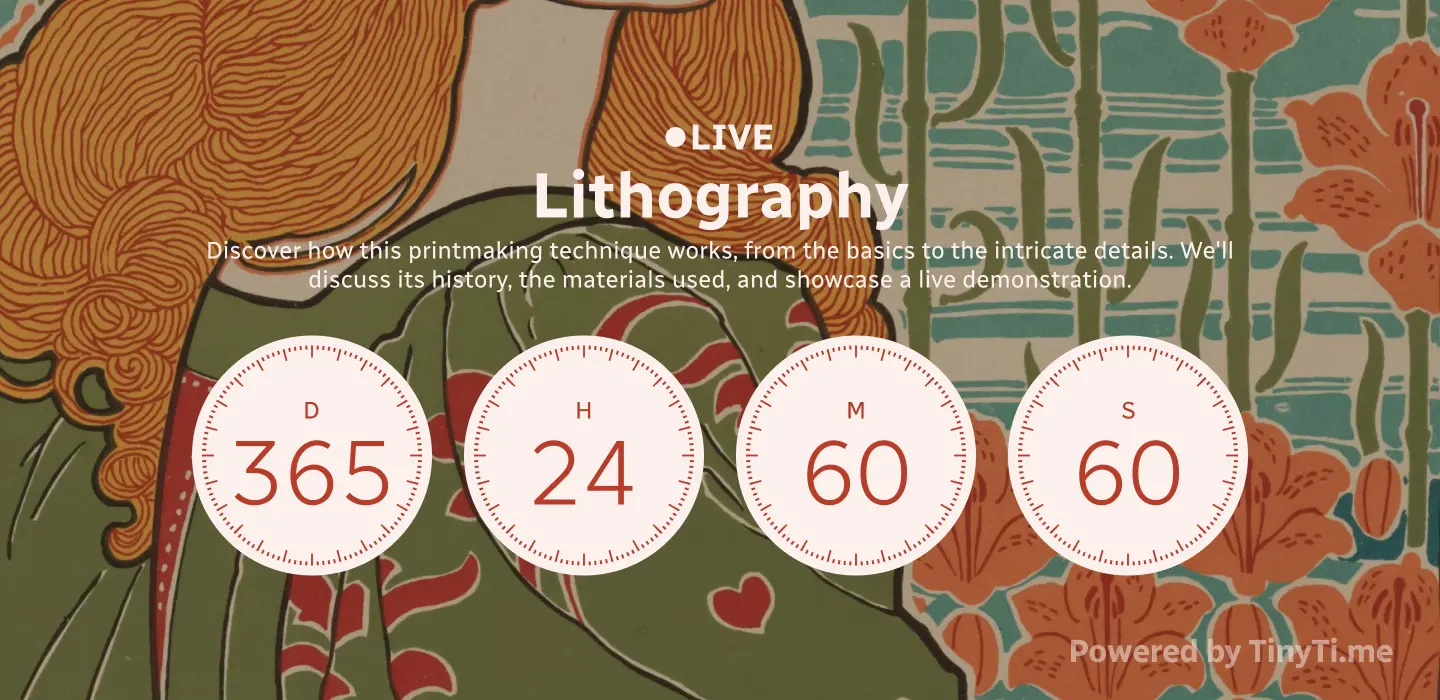 LIVE
Lithography
Discover how this printmaking technique works, from the basics to the intricate details. We'll
discuss its history, the materials used, and showcase a live demonstration.
D
365
H
24
M
60
S
60
Powered by TinyTi.me